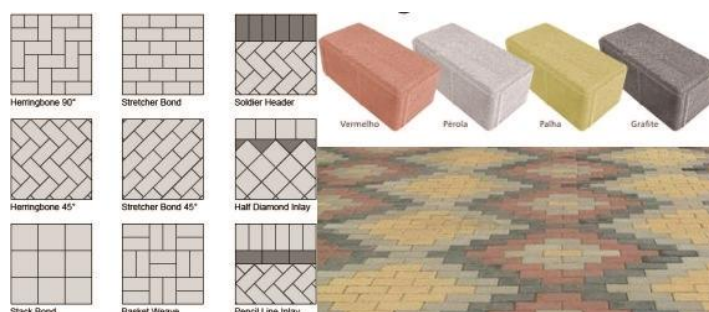 Herringbone 90°
Stretcher Bond
Soldier Header
Vermelho
Pérola
Palha
Grafite
Herringbone 45°
Stretcher Bond 45°
Half Diamond Inlay
Stack Bond
Basket Weave
Pencil Line Inlay